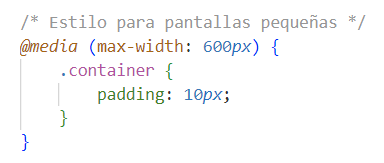 /* Estilo para pantallas pequeñas */
@media (max-width: 600px) {
    .container {
        padding: 10px;
    }
}